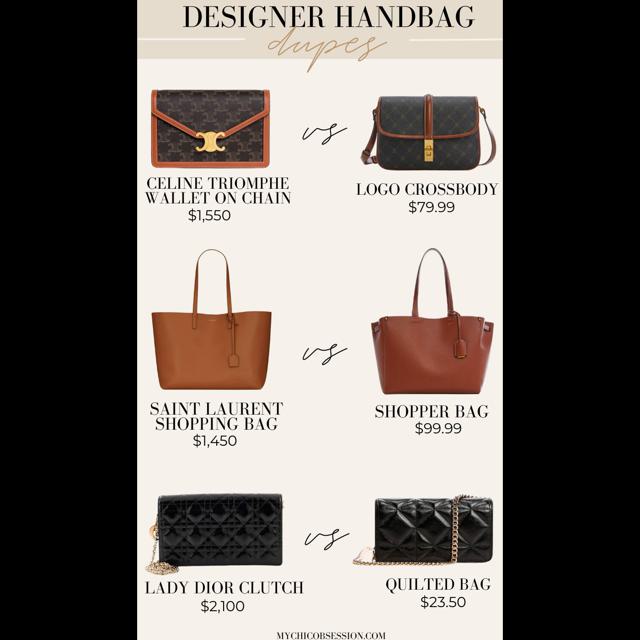 DESIGNER HANDBAG
dupes
vs
CELINE TRIOMPHE
WALLET ON CHAIN
$1,550
LOGO CROSSBODY
$79.99
vs
SAINT LAURENT
SHOPPING BAG
$1,450
SHOPPER BAG
$99.99
vs
LADY DIOR CLUTCH
$2,100
QUILTED BAG
$23.50
MYCHICOBSESSION.COM